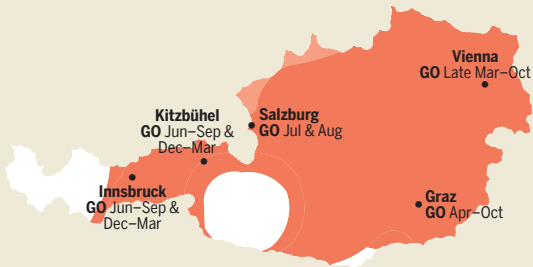 Vienna
GO Late Mar–Oct
Kitzbühel
GO Jun–Sep &
Dec–Mar
Salzburg
GO Jul & Aug
Innsbruck
GO Jun–Sep &
Dec–Mar
Graz
GO Apr–Oct